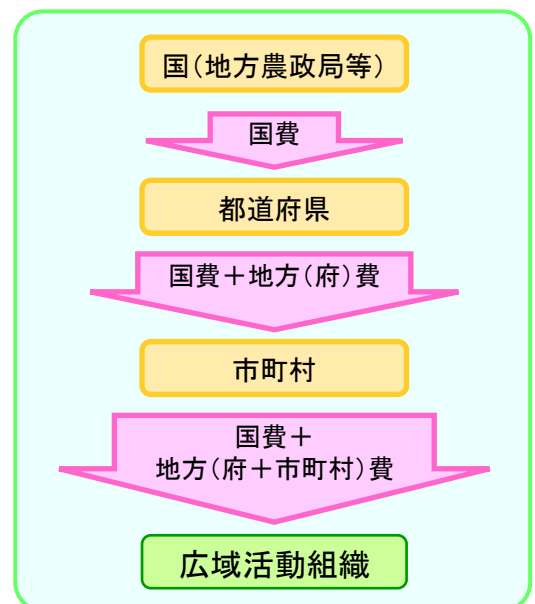 国（地方農政局等）
国費
都道府県
国費＋地方（府）費
市町村
国費＋
地方（府＋市町村）費
広域活動組織